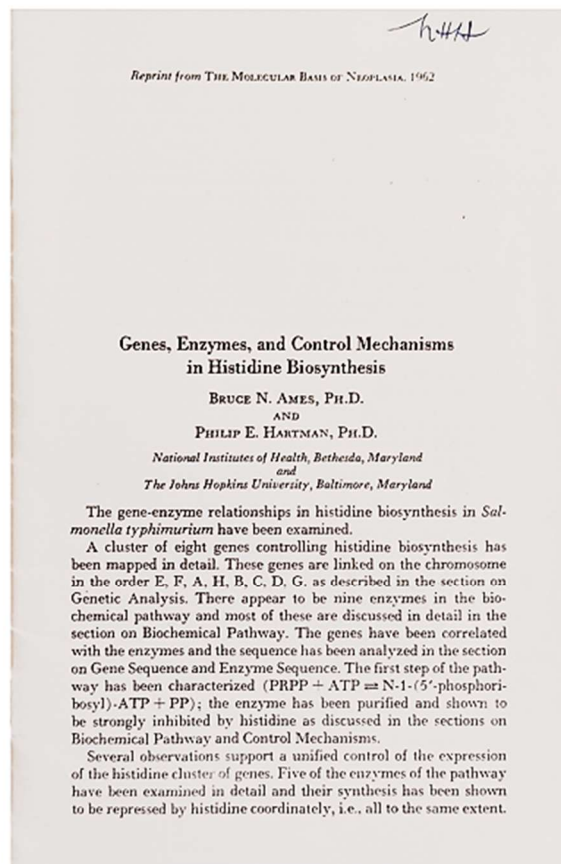 Reprint from THE MOLECULAR BASIS OF NEOPLASIA, 1962
Genes, Enzymes, and Control Mechanisms
in Histidine Biosynthesis
BRUCE N. AMES, PH.D.
AND
PHILIP E. HARTMAN, PH.D.
National Institutes of Health, Bethesda, Maryland
and
The Johns Hopkins University, Baltimore, Maryland
The gene-enzyme relationships in histidine biosynthesis in Sal-
monella typhimurium have been examined.
A cluster of eight genes controlling histidine biosynthesis has
been mapped in detail. These genes are linked on the chromosome
in the order E, F, A, H, B, C, D, G. as described in the section on
Genetic Analysis. There appear to be nine enzymes in the bio-
chemical pathway and most of these are discussed in detail in the
section on Biochemical Pathway. The genes have been correlated
with the enzymes and the sequence has been analyzed in the section
on Gene Sequence and Enzyme Sequence. The first step of the path-
way has been characterized (PRPP + ATP ⇌ N-1-(5′-phosphori-
bosyl)-ATP + PP); the enzyme has been purified and shown to
be strongly inhibited by histidine as discussed in the sections on
Biochemical Pathway and Control Mechanisms.
Several observations support a unified control of the expression
of the histidine cluster of genes. Five of the enzymes of the pathway
have been examined in detail and their synthesis has been shown
to be repressed by histidine coordinately, i.e., all to the same extent.